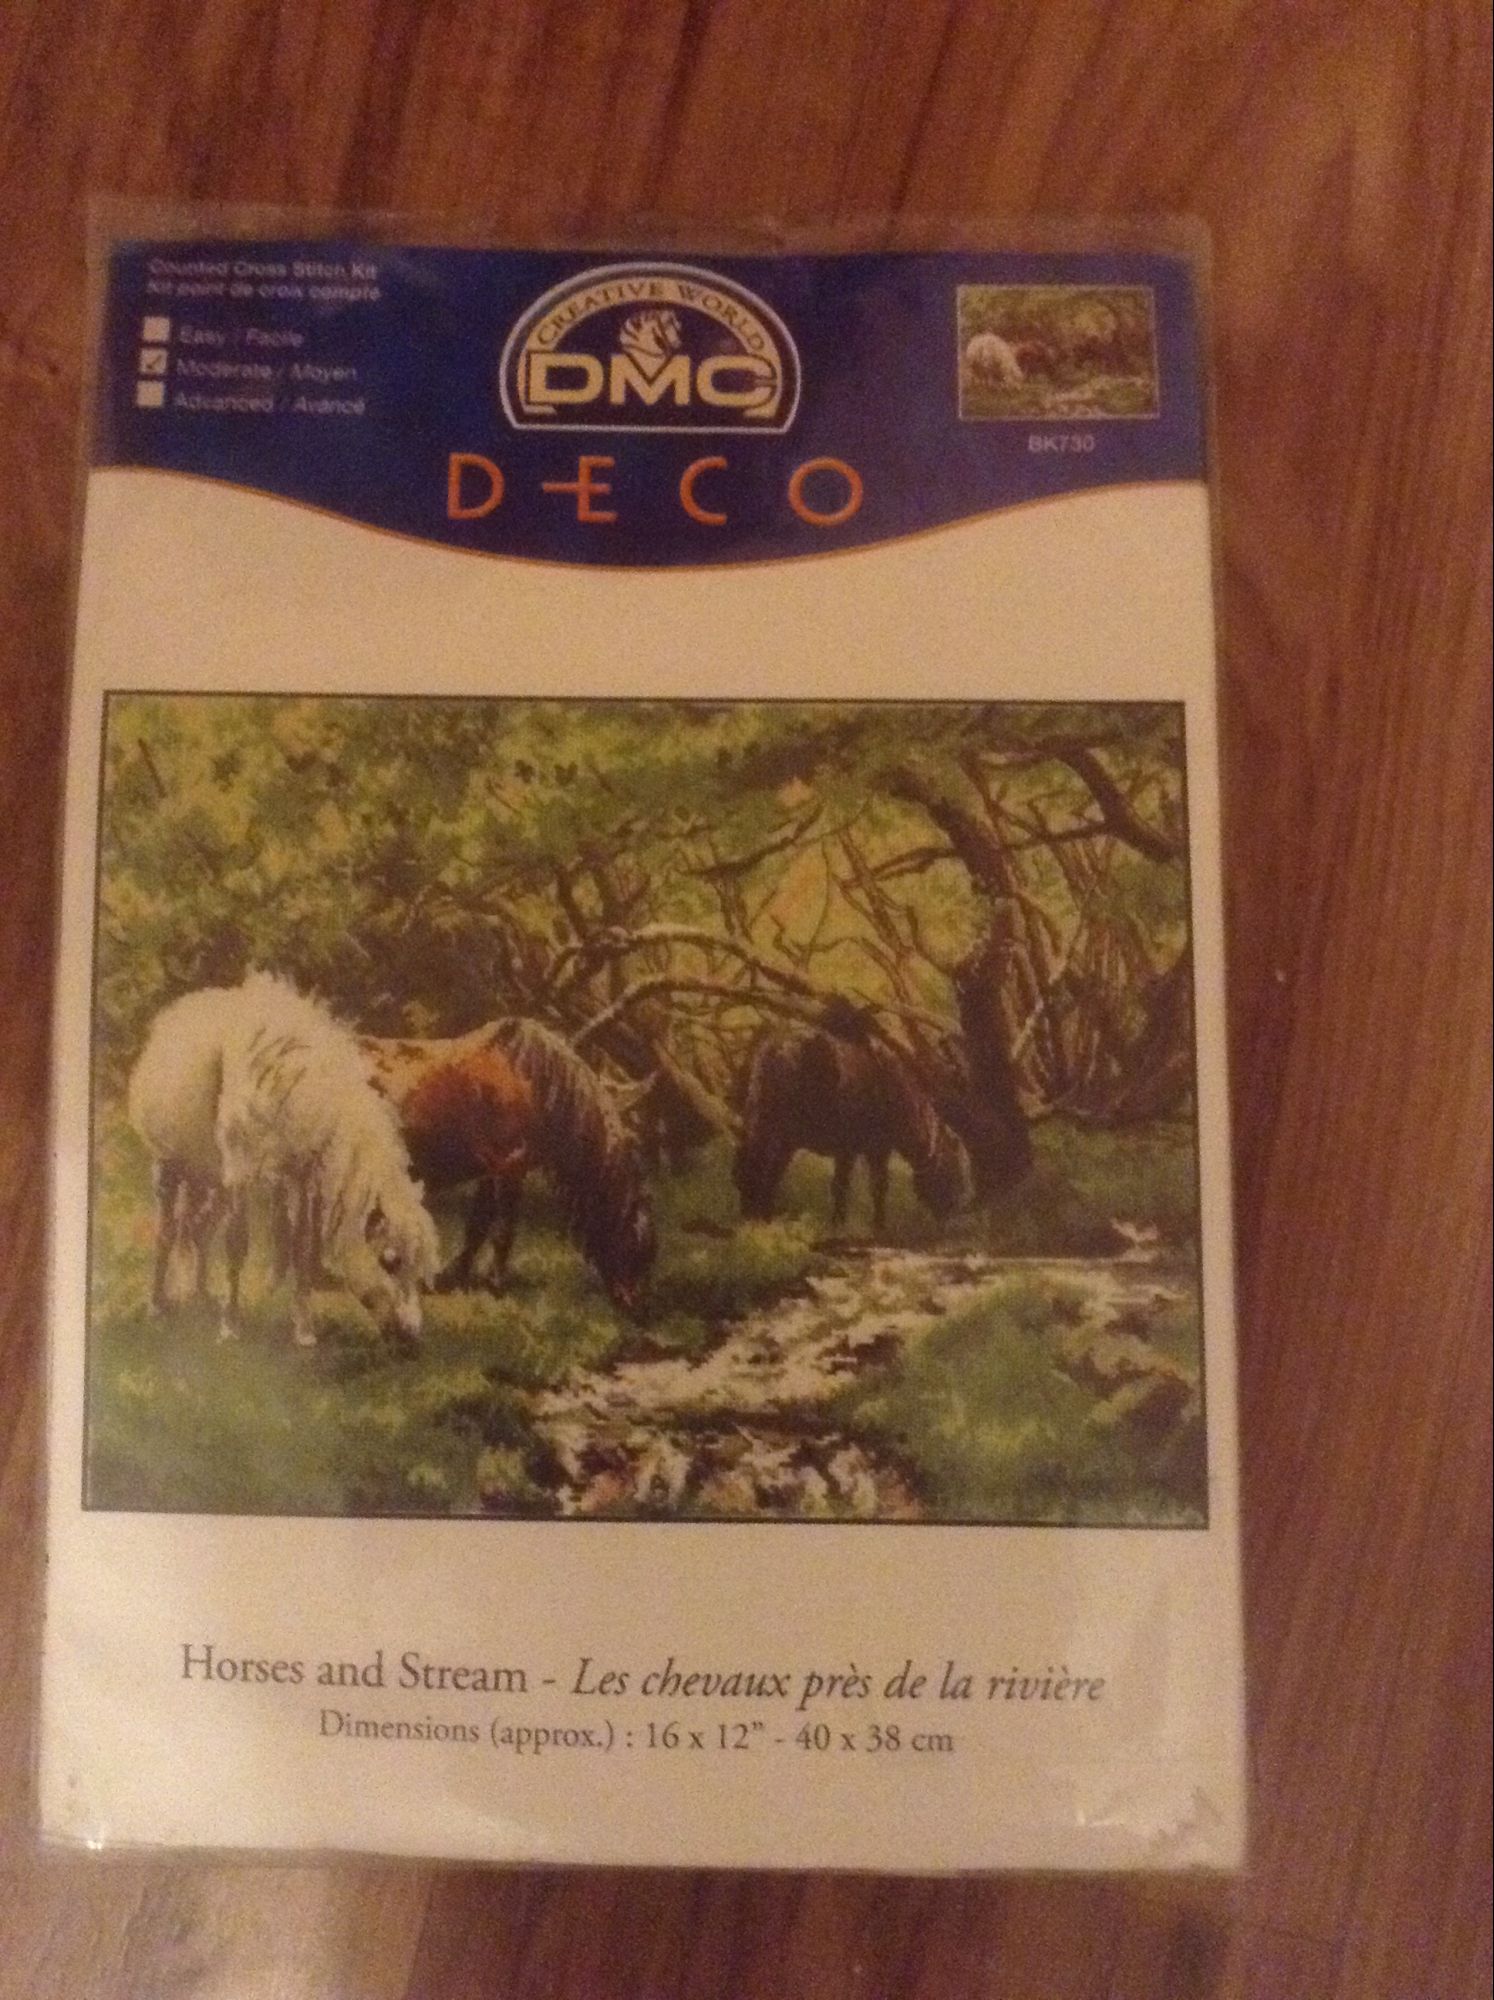 Counted Cross Stitch Kit
Kit point de croix compté
Easy / Facile
Moderate / Moyen
Advanced / Avancé
CREATIVE WORLD
DMC
DECO
BK730
Horses and Stream - Les chevaux près de la rivière
Dimensions (approx.) : 16 x 12" - 40 x 38 cm